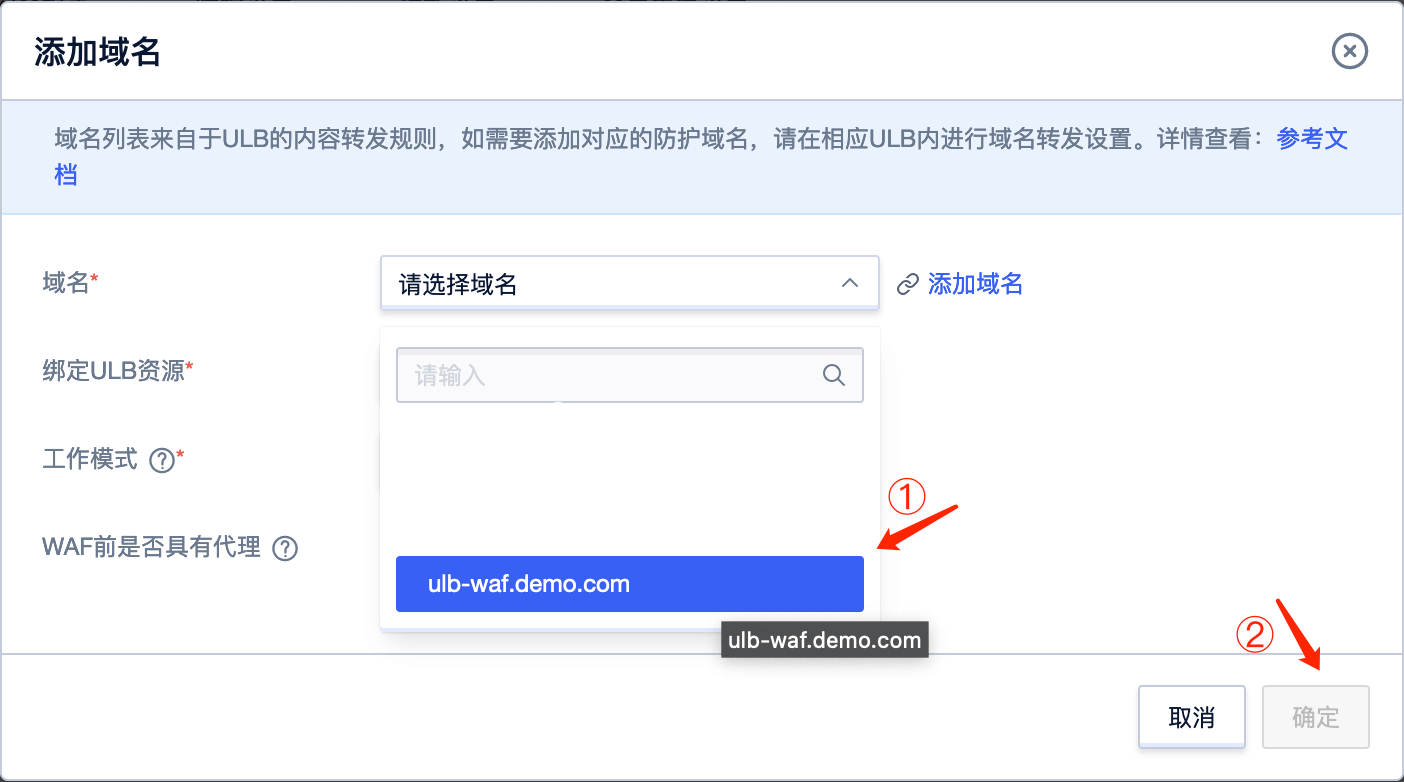 添加域名
域名列表来自于ULB的内容转发规则，如需要添加对应的防护域名，请在相应ULB内进行域名转发设置。详情查看：参考文
档
域名*
请选择域名
添加域名
绑定ULB资源*
请输入
工作模式 ?*
①
WAF前是否具有代理 ?
ulb-waf.demo.com
ulb-waf.demo.com
②
取消
确定